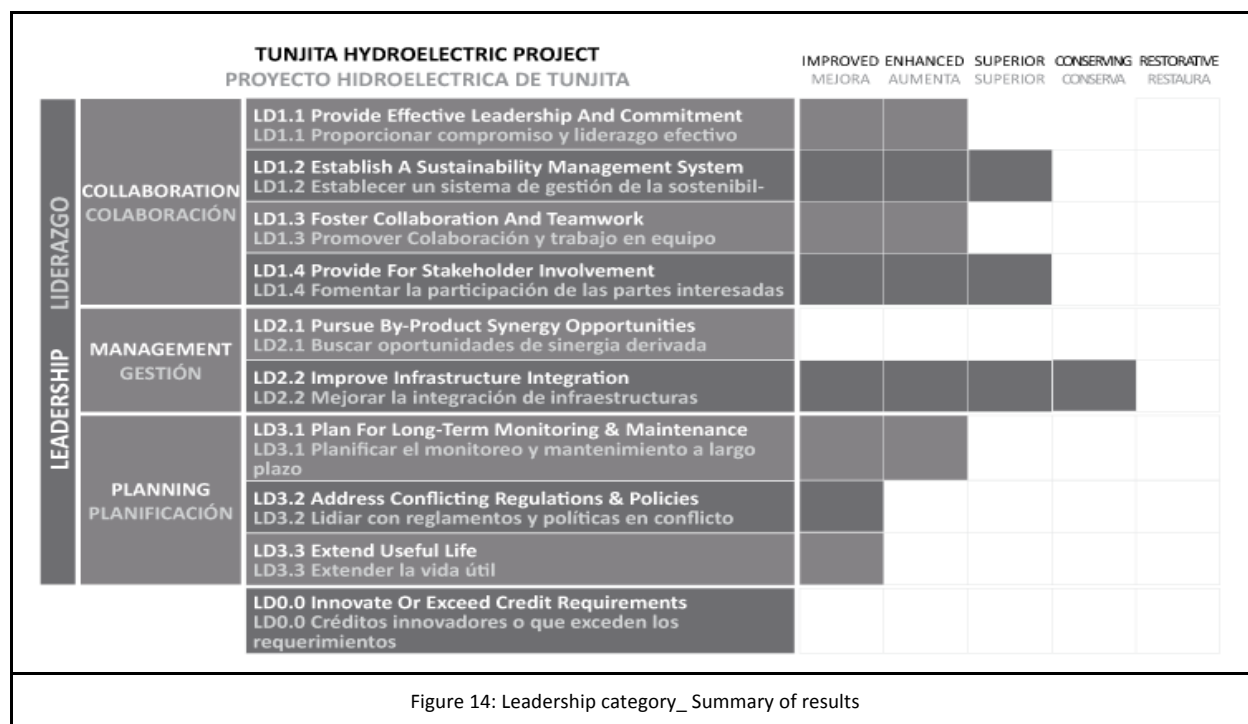 TUNJITA HYDROELECTRIC PROJECT
PROYECTO HIDROELECTRICA DE TUNJITA
IMPROVED ENHANCED SUPERIOR CONSERVING RESTORATIVE
MEJORA AUMENTA SUPERIOR CONSERVA RESTAURA
LEADERSHIP LIDERAZGO
COLLABORATION
COLABORACIÓN
LD1.1 Provide Effective Leadership And Commitment
LD1.1 Proporcionar compromiso y liderazgo efectivo
LD1.2 Establish A Sustainability Management System
LD1.2 Establecer un sistema de gestión de la sostenibil-
LD1.3 Foster Collaboration And Teamwork
LD1.3 Promover Colaboración y trabajo en equipo
LD1.4 Provide For Stakeholder Involvement
LD1.4 Fomentar la participación de las partes interesadas
MANAGEMENT
GESTIÓN
LD2.1 Pursue By-Product Synergy Opportunities
LD2.1 Buscar oportunidades de sinergia derivada
LD2.2 Improve Infrastructure Integration
LD2.2 Mejorar la integración de infraestructuras
PLANNING
PLANIFICACIÓN
LD3.1 Plan For Long-Term Monitoring & Maintenance
LD3.1 Planificar el monitoreo y mantenimiento a largo
plazo
LD3.2 Address Conflicting Regulations & Policies
LD3.2 Lidiar con reglamentos y políticas en conflicto
LD3.3 Extend Useful Life
LD3.3 Extender la vida útil
LD0.0 Innovate Or Exceed Credit Requirements
LD0.0 Créditos innovadores o que exceden los
requerimientos
Figure 14: Leadership category_ Summary of results